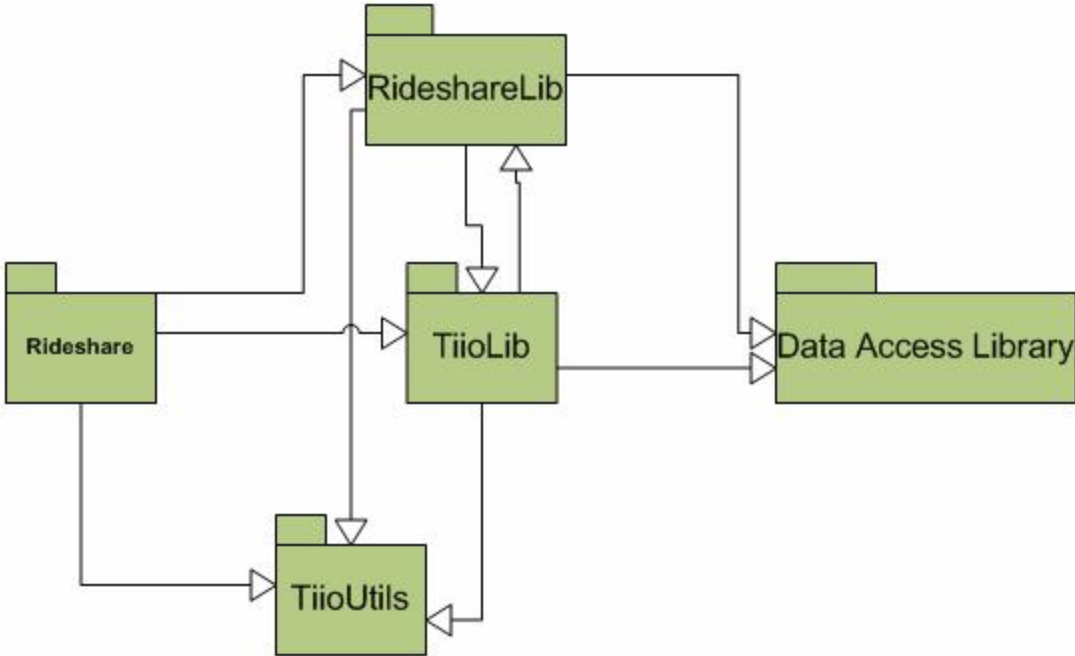 RideshareLib
Rideshare
TiioLib
Data Access Library
TiioUtils